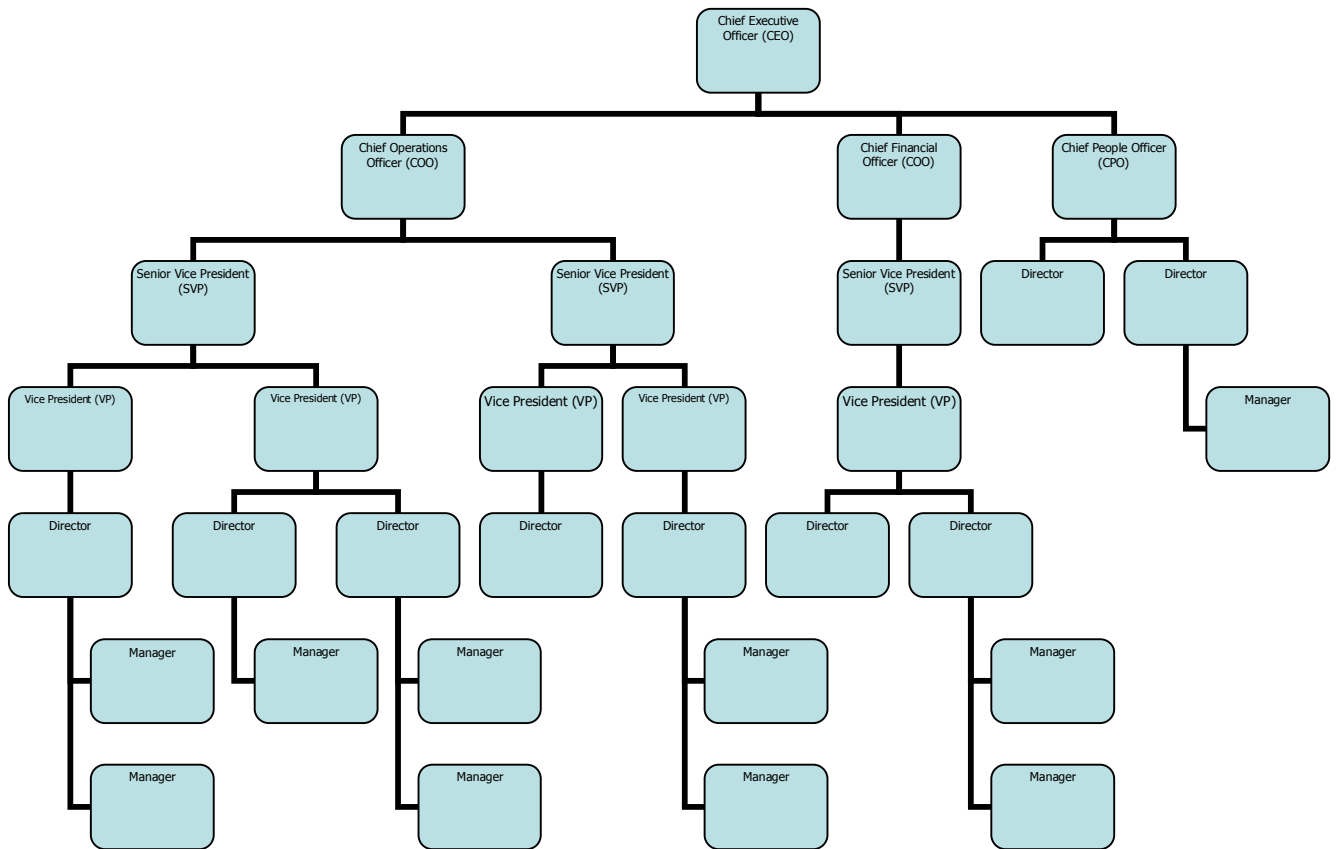 Chief Executive
Officer (CEO)
Chief Operations
Officer (COO)
Chief Financial
Officer (COO)
Chief People Officer
(CPO)
Senior Vice President
(SVP)
Senior Vice President
(SVP)
Senior Vice President
(SVP)
Director
Director
Vice President (VP)
Vice President (VP)
Vice President (VP)
Vice President (VP)
Vice President (VP)
Manager
Director
Director
Director
Director
Director
Director
Director
Manager
Manager
Manager
Manager
Manager
Manager
Manager
Manager
Manager